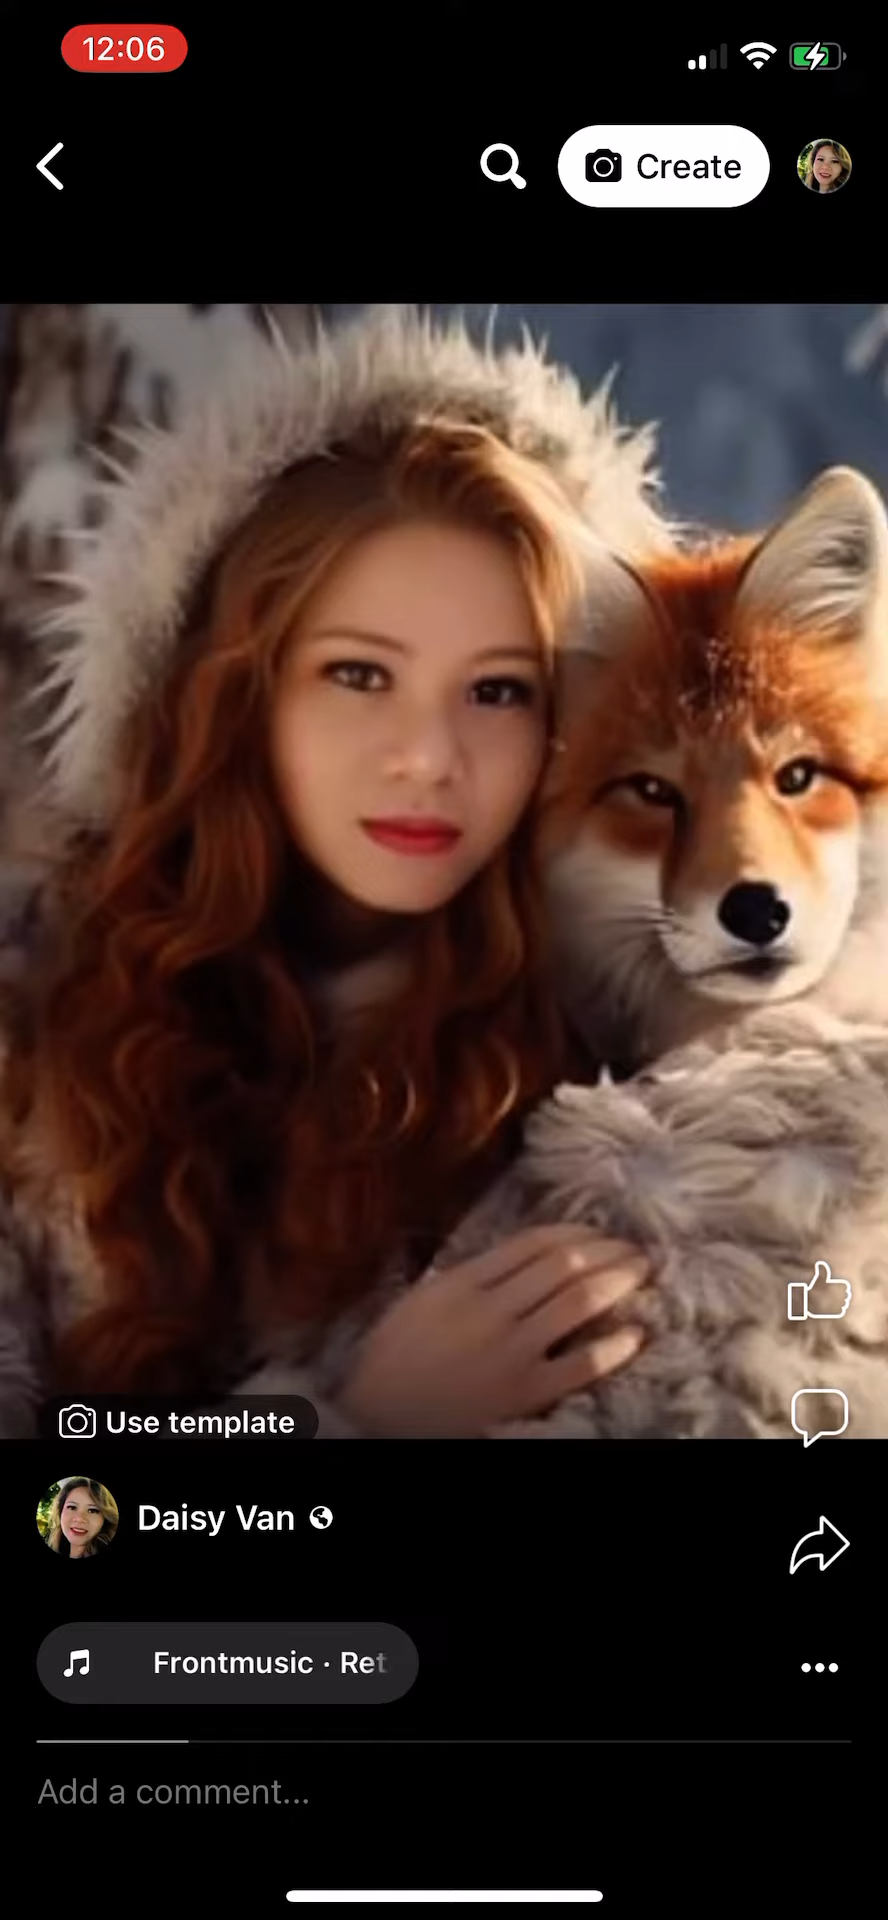 12:06
Create
Use template
Daisy Van
Frontmusic · Ret
Add a comment...